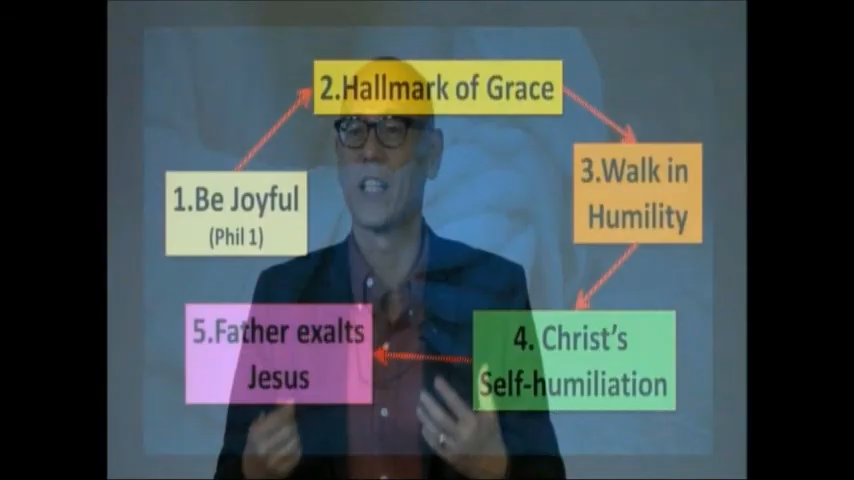 1.Be Joyful
(Phil 1)
2.Hallmark of Grace
3.Walk in
Humility
4. Christ's
Self-humiliation
5.Father exalts
Jesus